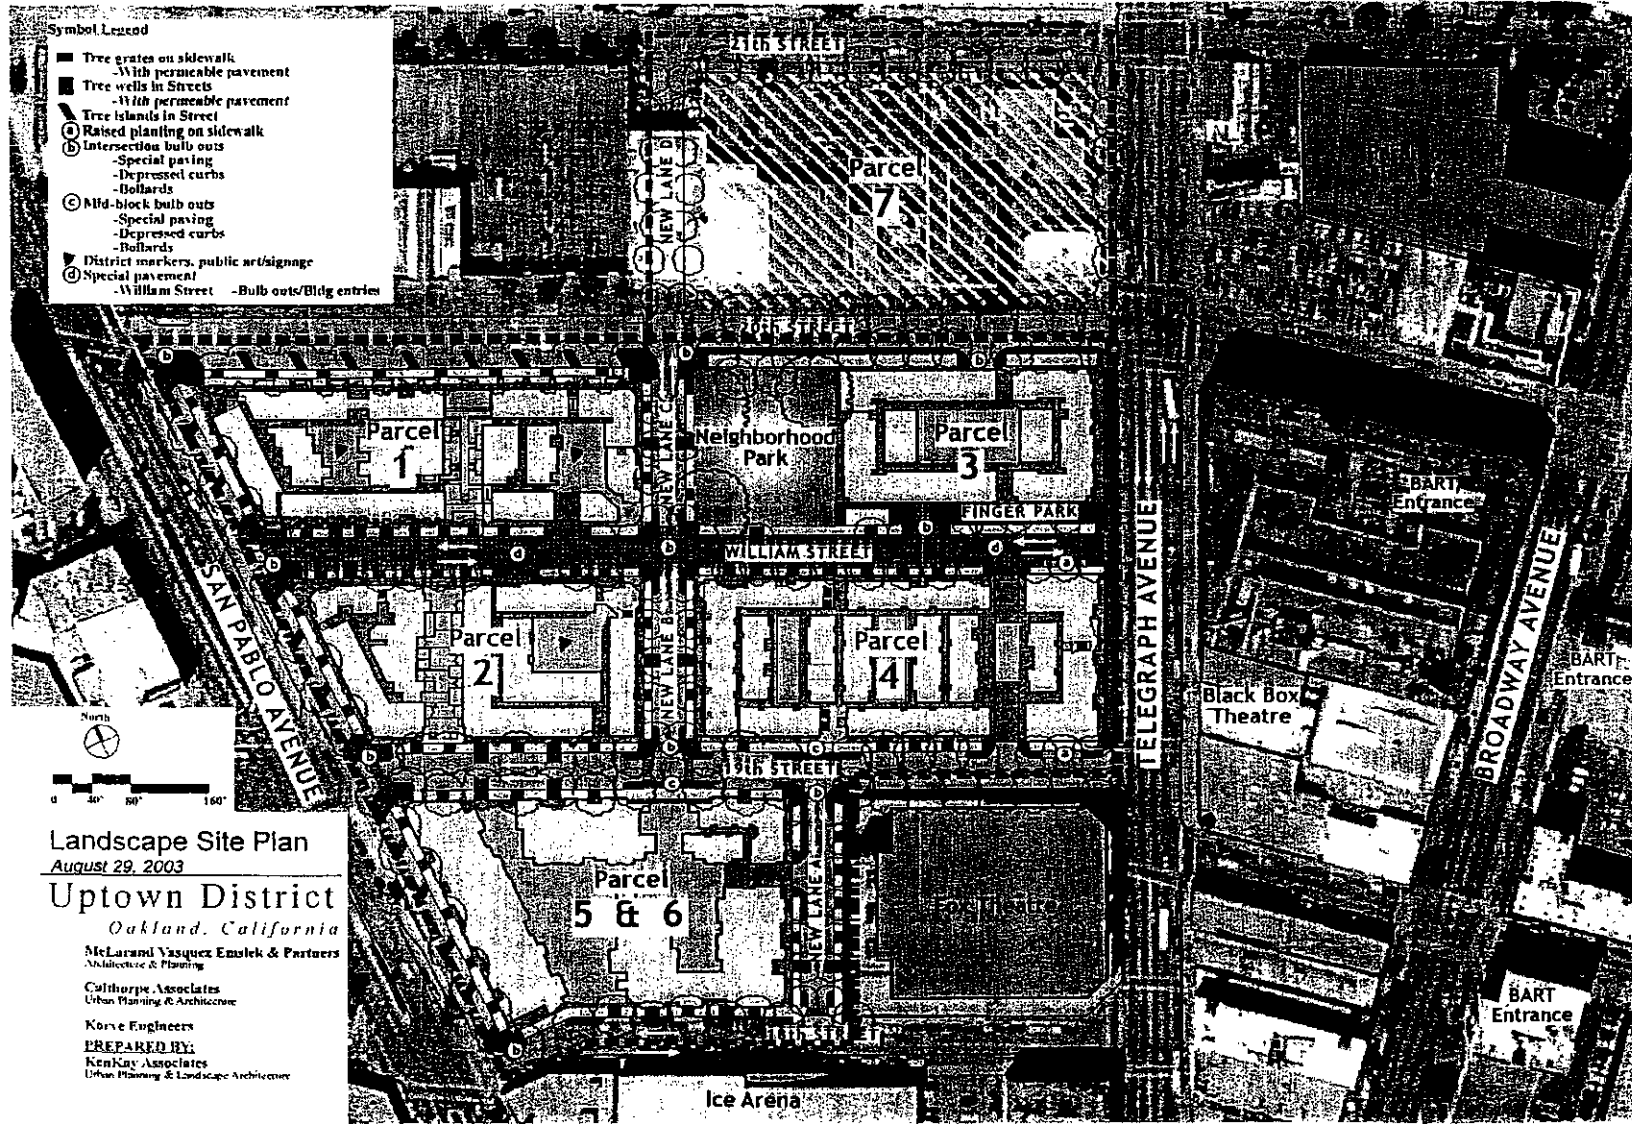 Symbol Legend
Tree grates on sidewalk
-With permeable pavement
Tree wells in Streets
-With permeable pavement
Tree Islands in Street
a Raised planting on sidewalk
b Intersection bulb outs
-Special paving
-Depressed curbs
-Bollards
c Mid-block bulb outs
-Special paving
-Depressed curbs
-Bollards
District markers, public art/signage
d Special pavement
-William Street -Bulb outs/Bldg entries
21th STREET
NEW LANE D
Parcel
7
20th STREET
b
b
b
Parcel
1
NEW LANE C
Neighborhood
Park
Parcel
3
BART
Entrance
FINGER PARK
b
d
b
WILLIAM STREET
b
d
a
SAN PABLO AVENUE
TELEGRAPH AVENUE
BROADWAY AVENUE
Parcel
2
NEW LANE B
Parcel
4
Black Box
Theatre
BART
Entrance
North
0 40' 80' 160'
b
b
c
a
19th STREET
c
b
Landscape Site Plan
August 29, 2003
Uptown District
Oakland, California
McLarand Vasquez Emsiek & Partners
Architecture & Planning
Calthorpe Associates
Urban Planning & Architecture
Korve Engineers
PREPARED BY:
KenKay Associates
Urban Planning & Landscape Architecture
Parcel
5 & 6
NEW LANE A
Fox Theatre
BART
Entrance
b
18th STREET
Ice Arena